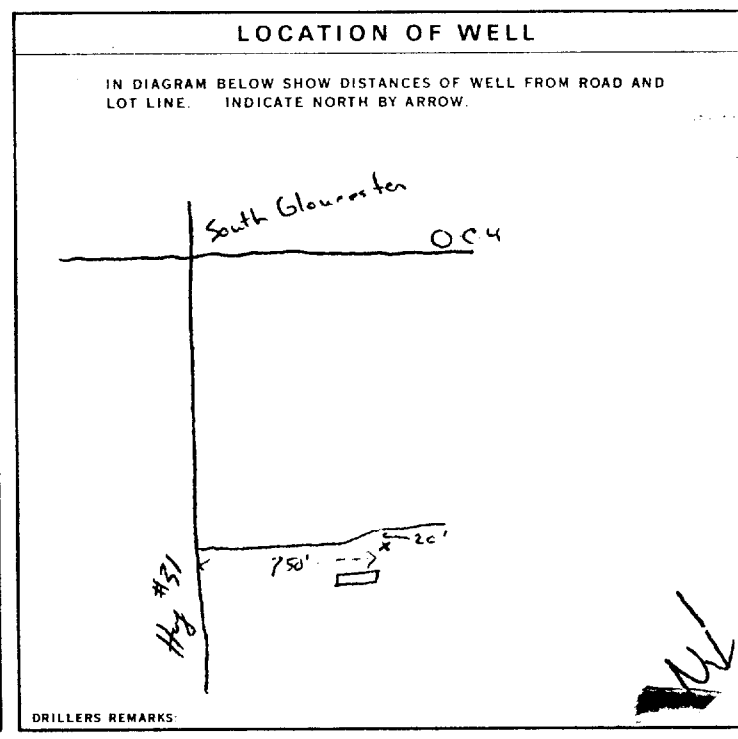 LOCATION OF WELL
IN DIAGRAM BELOW SHOW DISTANCES OF WELL FROM ROAD AND
LOT LINE. INDICATE NORTH BY ARROW.
South Gloucester
O.C.4
750'
x
20'
Hwy #31
N
DRILLERS REMARKS: